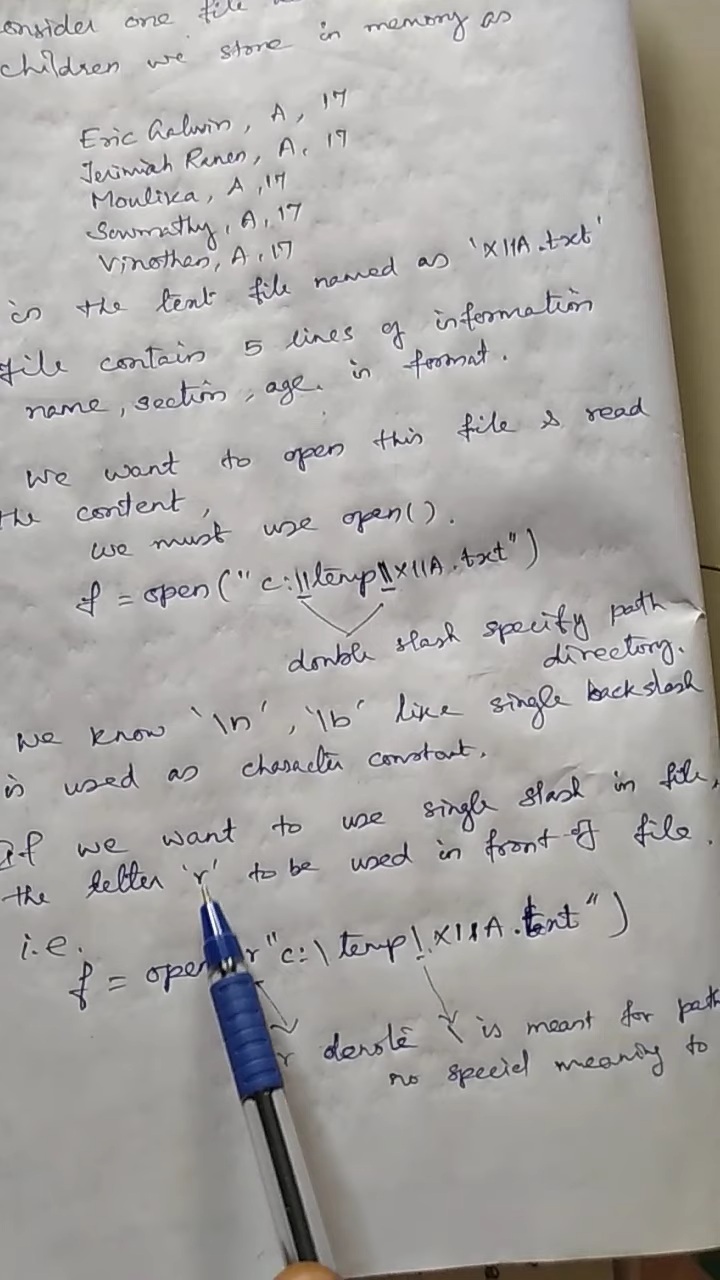 onsider one file
children we store in memory as
Eric Galwin, A, 17
Jerimiah Renen, A, 17
Moulika, A, 17
Sowmathy, A, 17
Vinothan, A, 17
in the text file named as 'XIIA.txt'
file contain 5 lines of information
name, section, age. in format.
We want to open this file & read
the content,
we must use open().
f = open("c:\\temp\\XIIA.txt")
double slash specify path
directory.
We know '\n', '\b' like single backslash
is used as character constant.
If we want to use single slash in file,
the letter 'r' to be used in front of file.
i.e.
f = open r"c:\temp\XIIA.text")
r denote \ is meant for path
no special meaning to